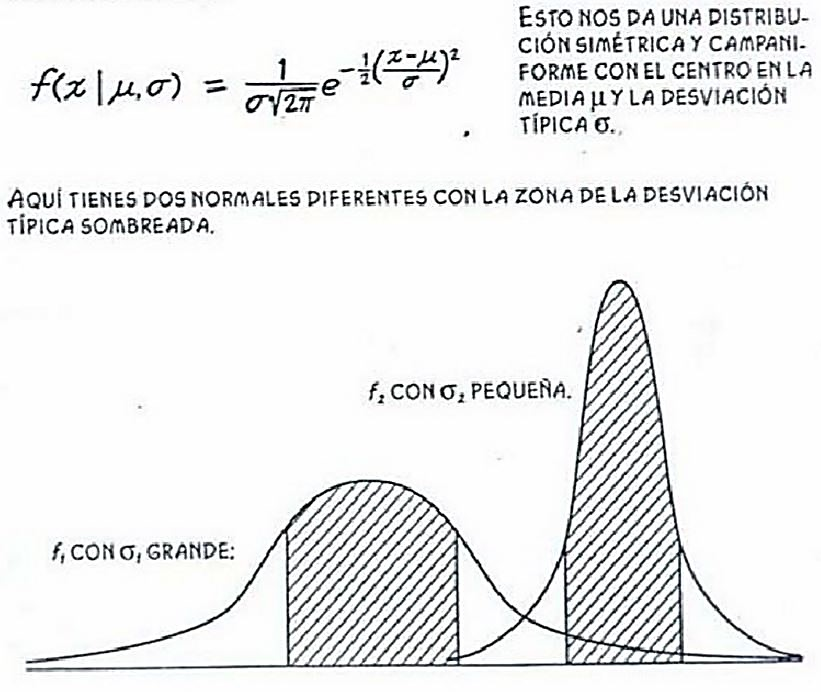 f(x|μ,σ) = 1/(σ√2π) e^(-1/2((x-μ)/σ)²)
ESTO NOS DA UNA DISTRIBU-
CIÓN SIMÉTRICA Y CAMPANI-
FORME CON EL CENTRO EN LA
MEDIA μ Y LA DESVIACIÓN
TÍPICA σ.
AQUÍ TIENES DOS NORMALES DIFERENTES CON LA ZONA DE LA DESVIACIÓN
TÍPICA SOMBREADA.
f₂ CON σ₂ PEQUEÑA.
f₁ CON σ₁ GRANDE: